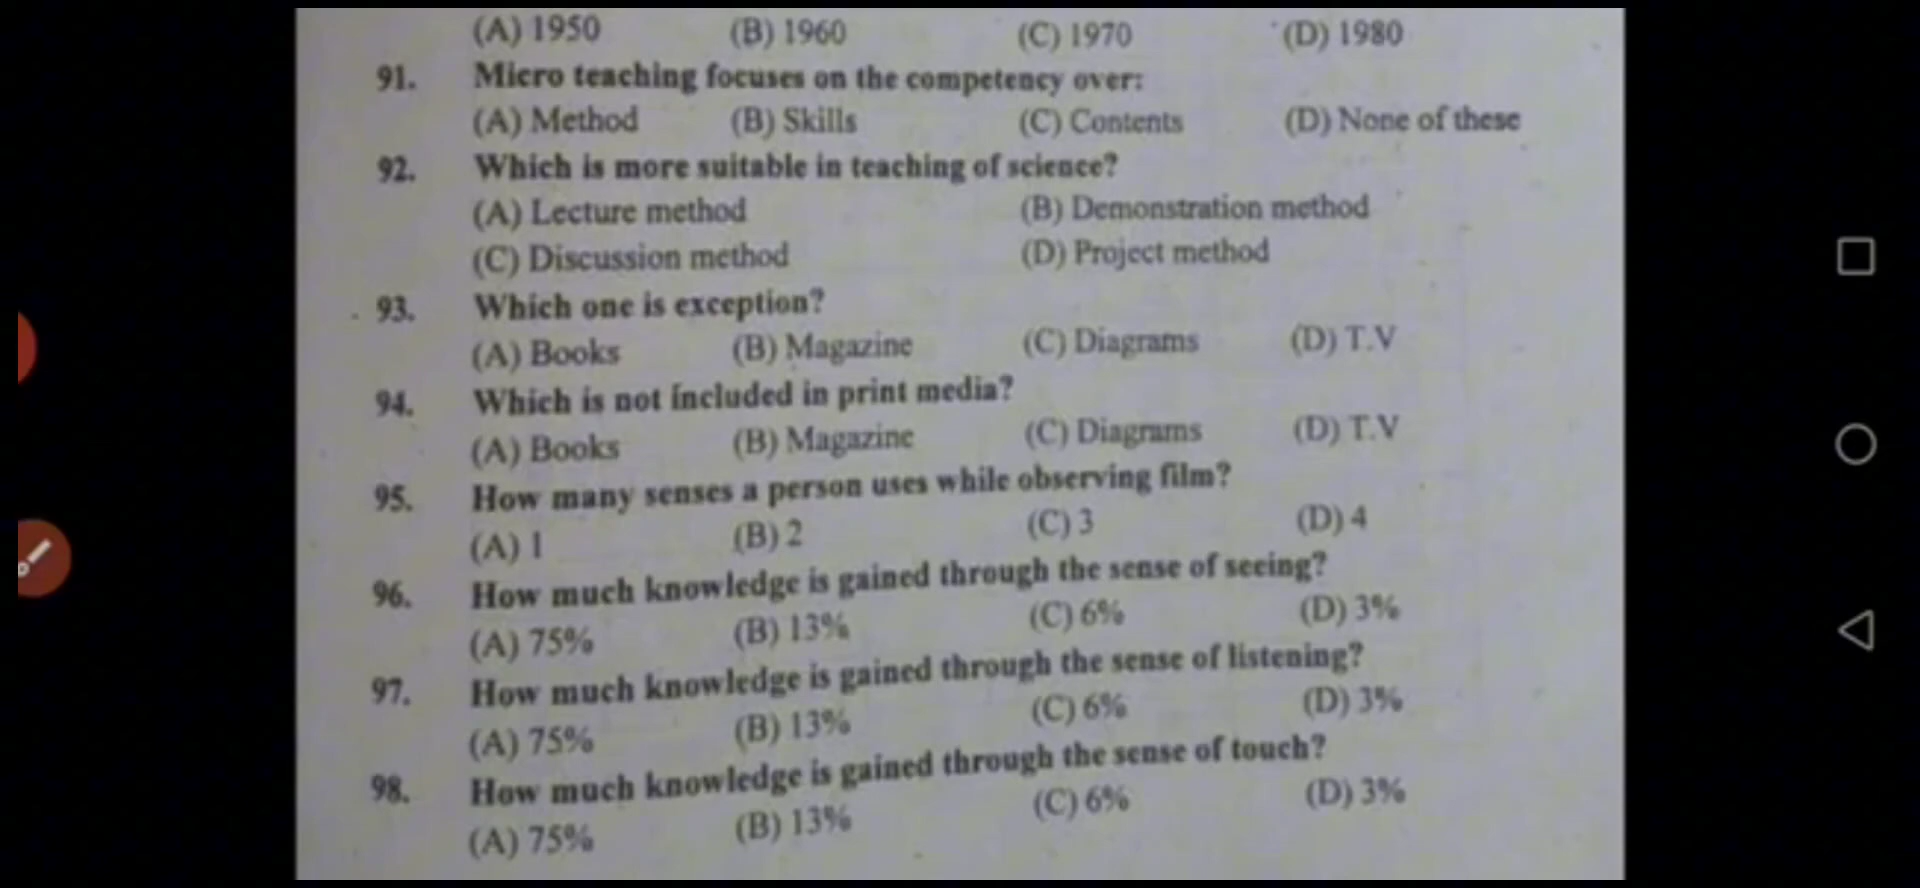 (A) 1950 (B) 1960 (C) 1970 (D) 1980
91. Micro teaching focuses on the competency over:
(A) Method (B) Skills (C) Contents (D) None of these
92. Which is more suitable in teaching of science?
(A) Lecture method (B) Demonstration method
(C) Discussion method (D) Project method
93. Which one is exception?
(A) Books (B) Magazine (C) Diagrams (D) T.V
94. Which is not included in print media?
(A) Books (B) Magazine (C) Diagrams (D) T.V
95. How many senses a person uses while observing film?
(A) 1 (B) 2 (C) 3 (D) 4
96. How much knowledge is gained through the sense of seeing?
(A) 75% (B) 13% (C) 6% (D) 3%
97. How much knowledge is gained through the sense of listening?
(A) 75% (B) 13% (C) 6% (D) 3%
98. How much knowledge is gained through the sense of touch?
(A) 75% (B) 13% (C) 6% (D) 3%